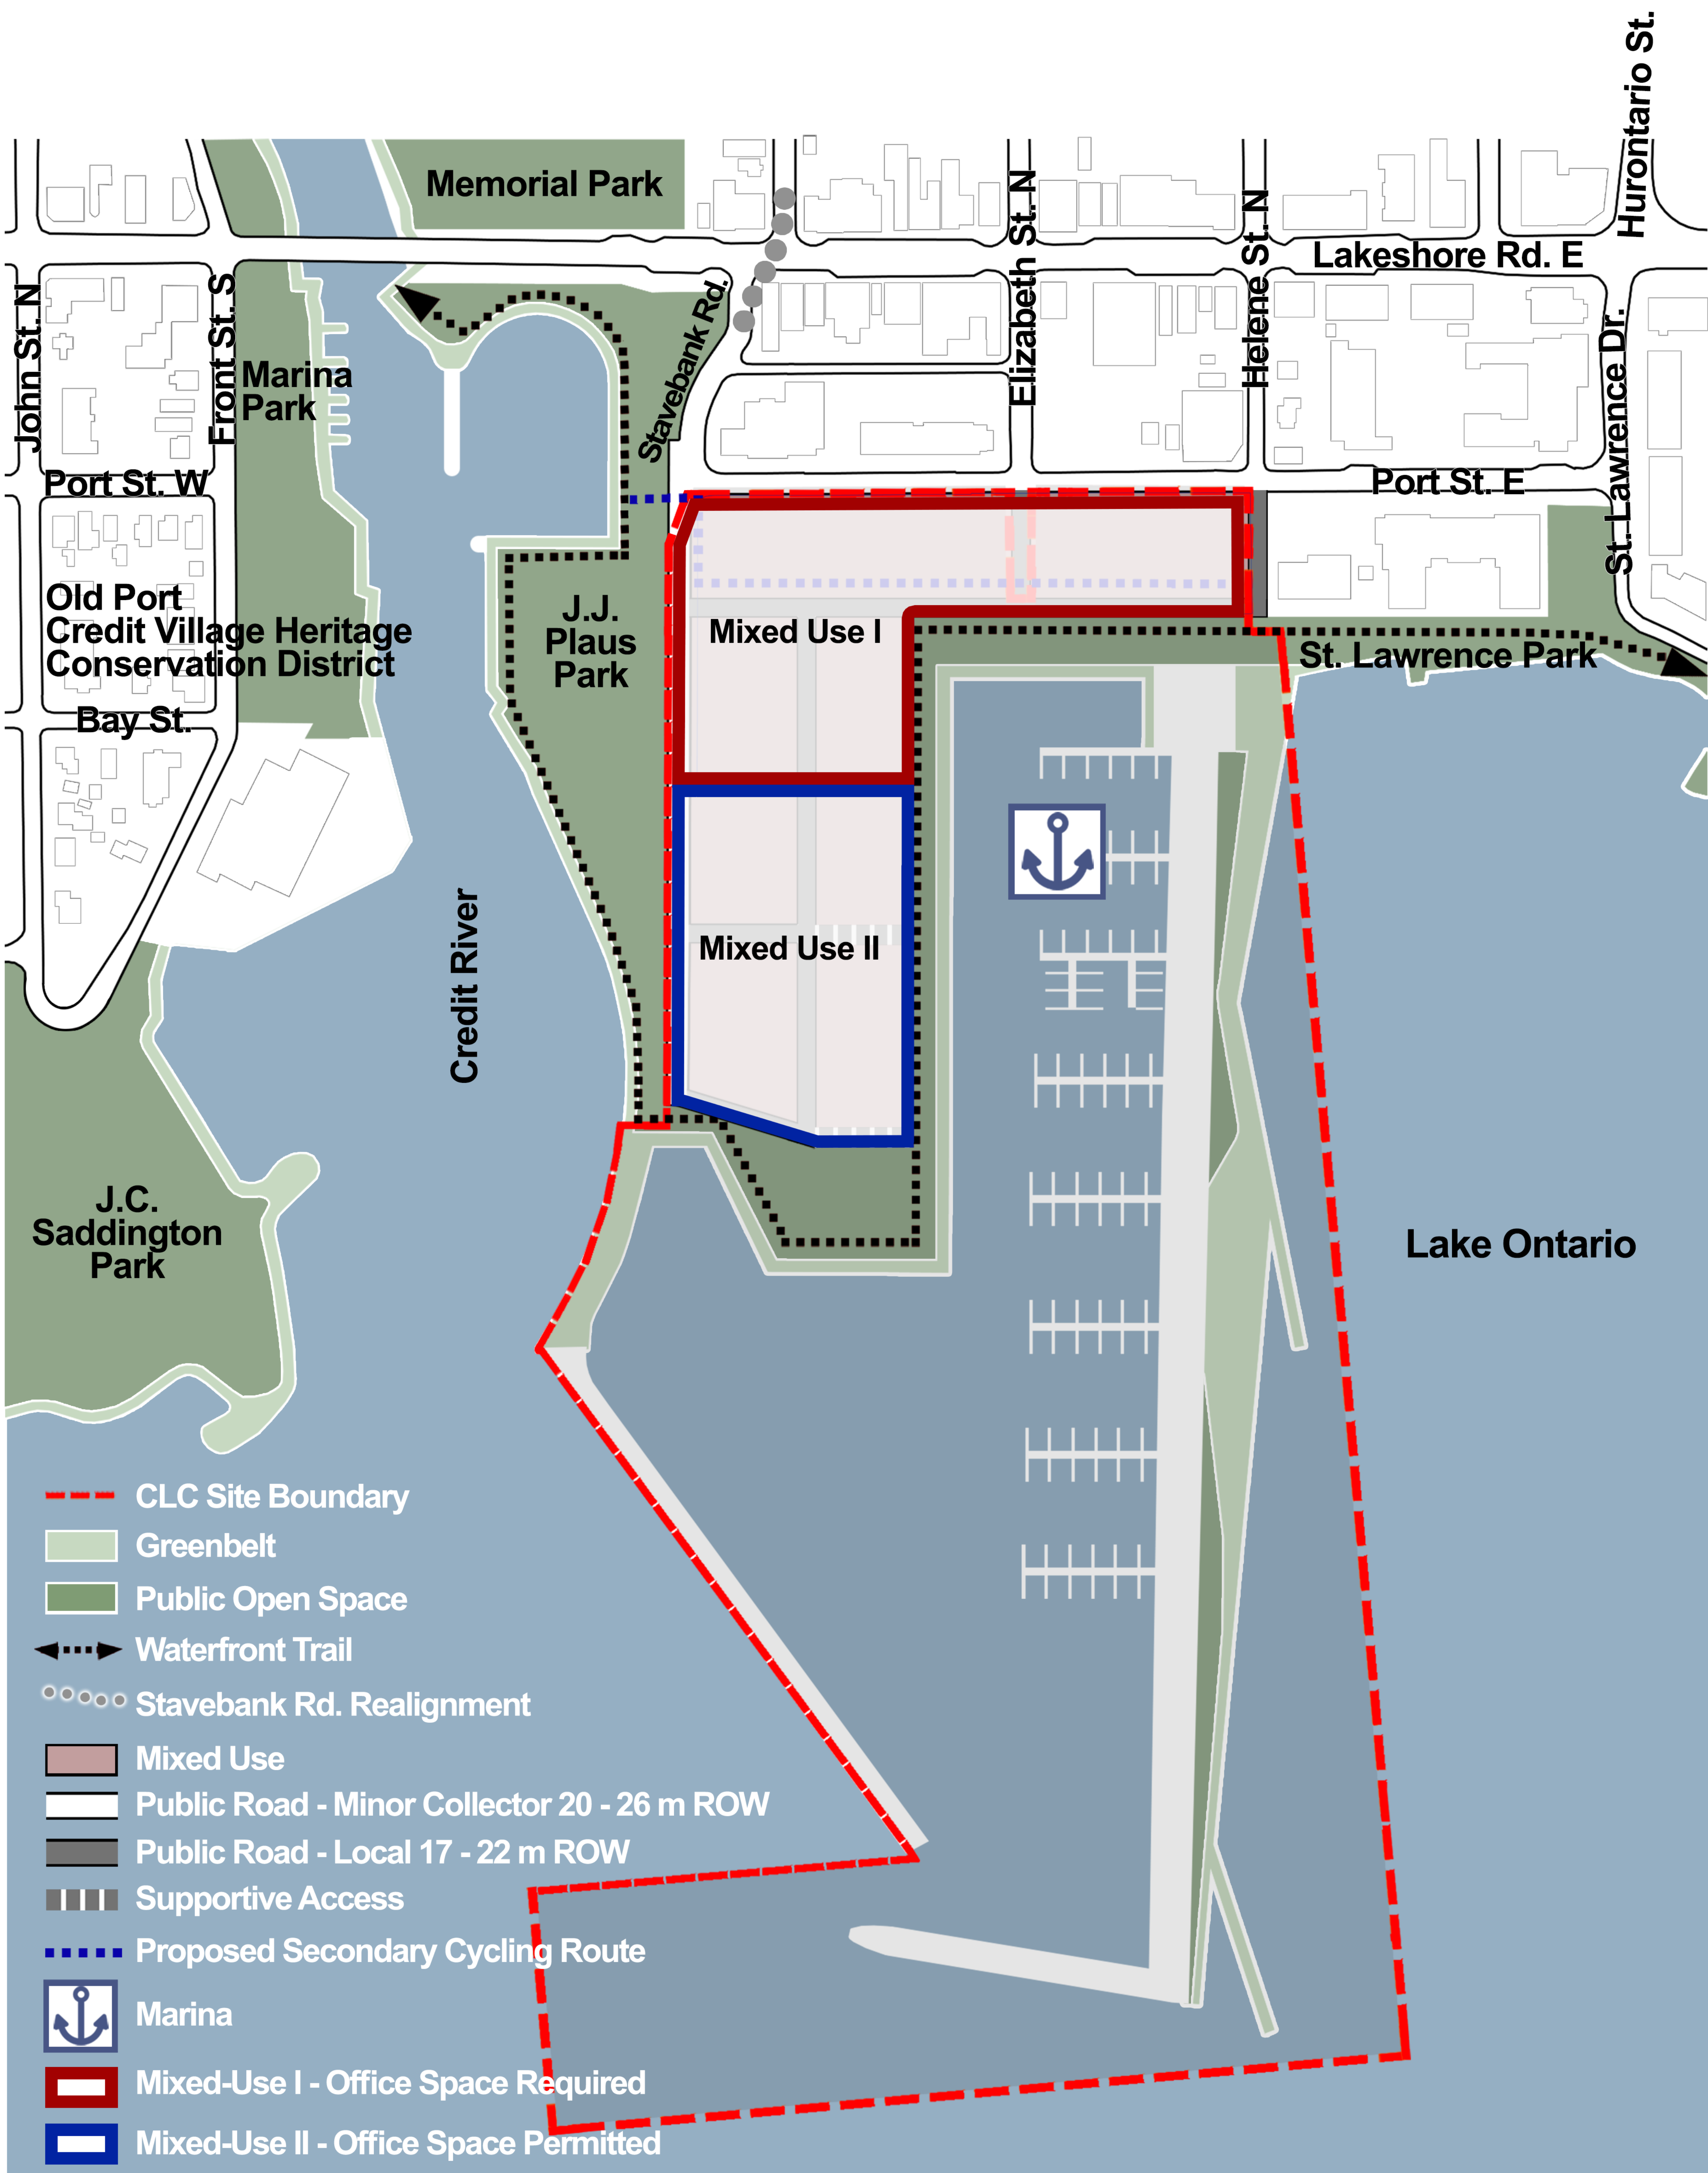 Hurontario St.
Memorial Park
Elizabeth St. N
Helene St. N
Lakeshore Rd. E
John St. N
Front St. S
Marina
Park
Stavebank Rd.
St. Lawrence Dr.
Port St. W
Port St. E
Old Port
Credit Village Heritage
Conservation District
J.J.
Plaus
Park
Mixed Use I
St. Lawrence Park
Bay St.
Credit River
Mixed Use II
J.C.
Saddington
Park
Lake Ontario
CLC Site Boundary
Greenbelt
Public Open Space
Waterfront Trail
Stavebank Rd. Realignment
Mixed Use
Public Road - Minor Collector 20 - 26 m ROW
Public Road - Local 17 - 22 m ROW
Supportive Access
Proposed Secondary Cycling Route
Marina
Mixed-Use I - Office Space Required
Mixed-Use II - Office Space Permitted